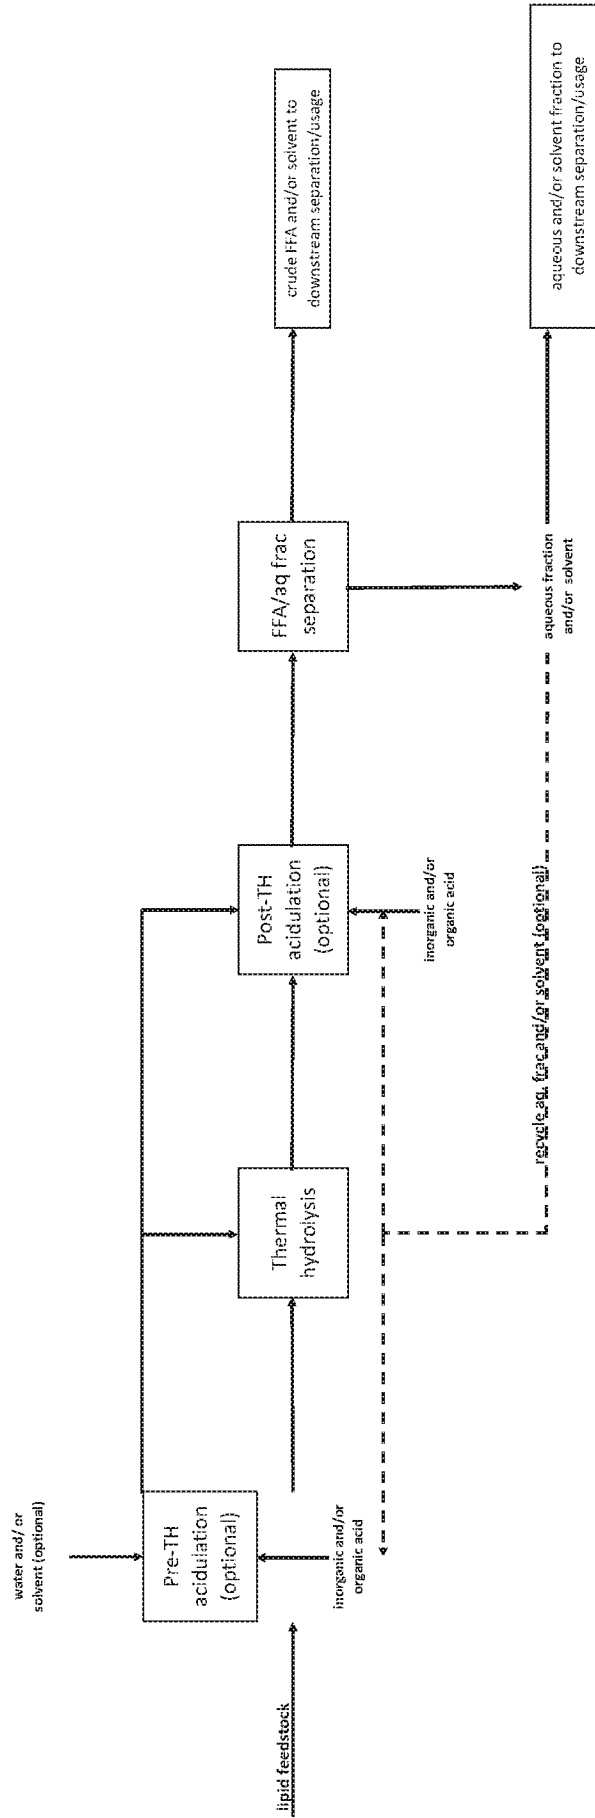 lipid feedstock
water and/ or
solvent (optional)
Pre-TH
acidulation
(optional)
inorganic and/or
organic acid
Thermal
hydrolysis
Post-TH
acidulation
(optional)
inorganic and/or
organic acid
recycle aq. frac and/or solvent (optional)
FFA/aq frac
separation
aqueous fraction
and/or solvent
crude FFA and/or solvent to
downstream separation/usage
aqueous and/or solvent fraction to
downstream separation/usage